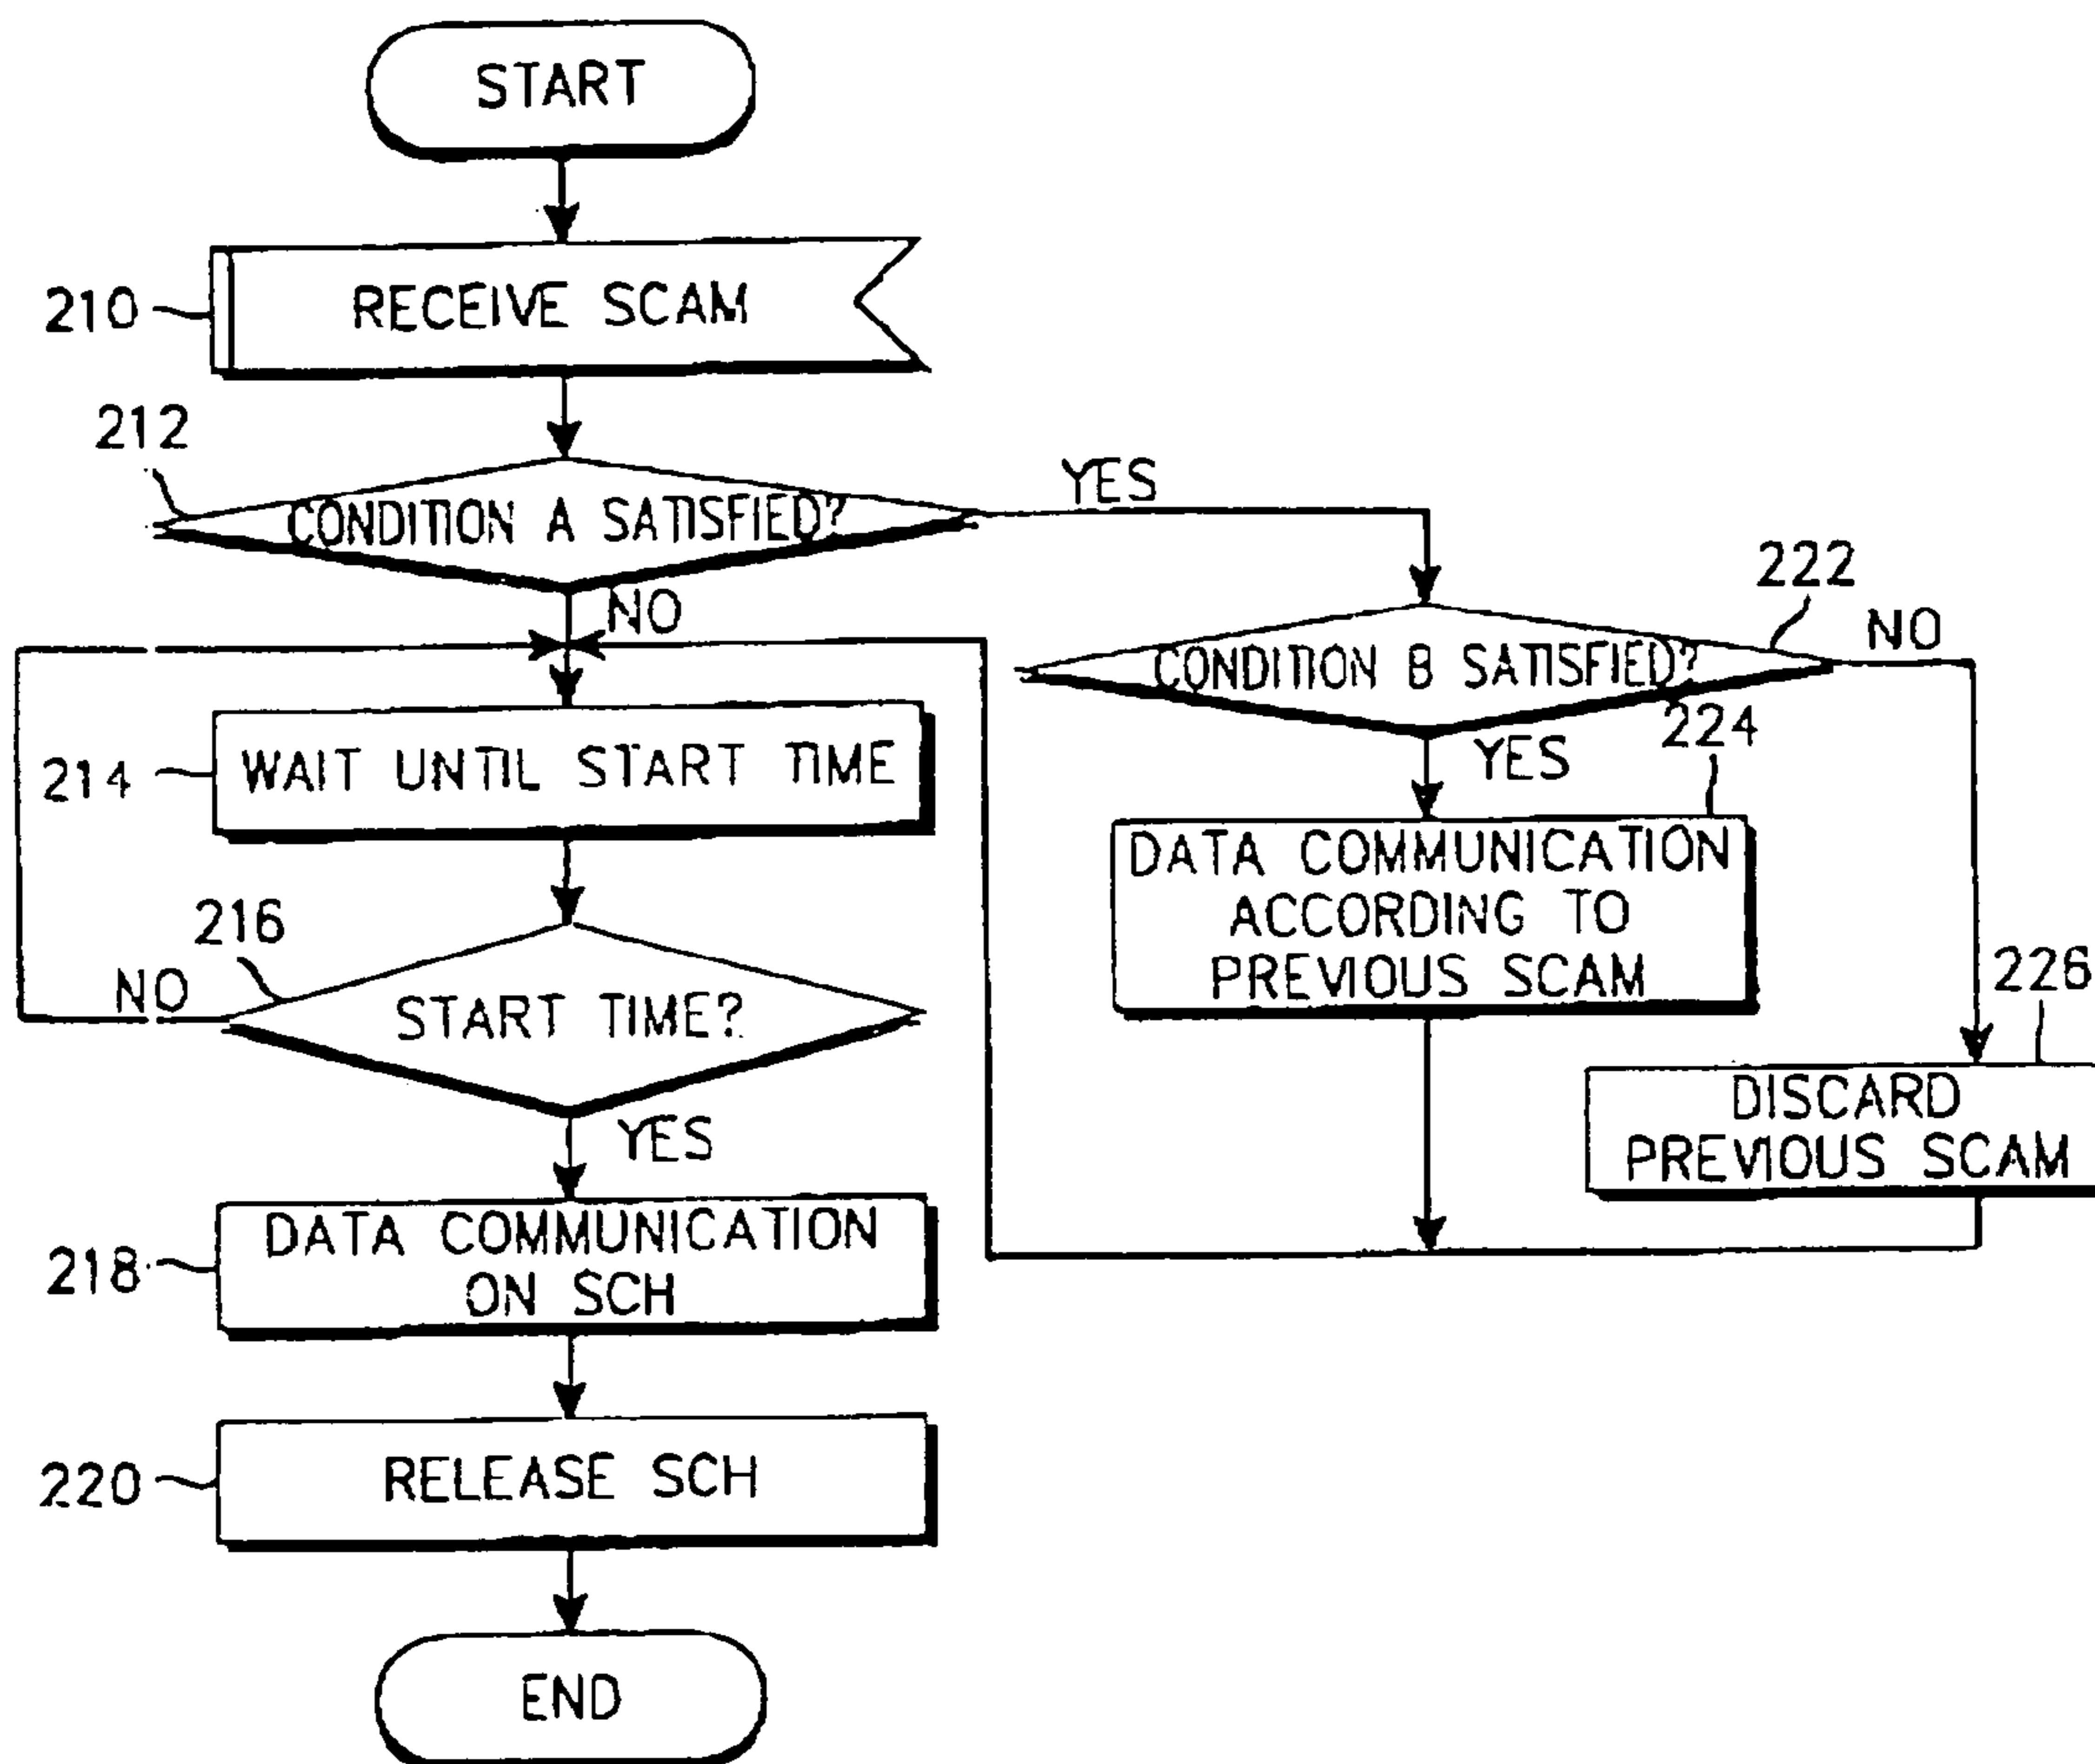 START
210
RECEIVE SCAM
212
CONDITION A SATISFIED?
YES
NO
222
CONDITION B SATISFIED?
NO
YES
224
214
WAIT UNTIL START TIME
DATA COMMUNICATION
ACCORDING TO
PREVIOUS SCAM
216
NO
START TIME?
YES
226
DISCARD
PREVIOUS SCAM
218
DATA COMMUNICATION
ON SCH
220
RELEASE SCH
END